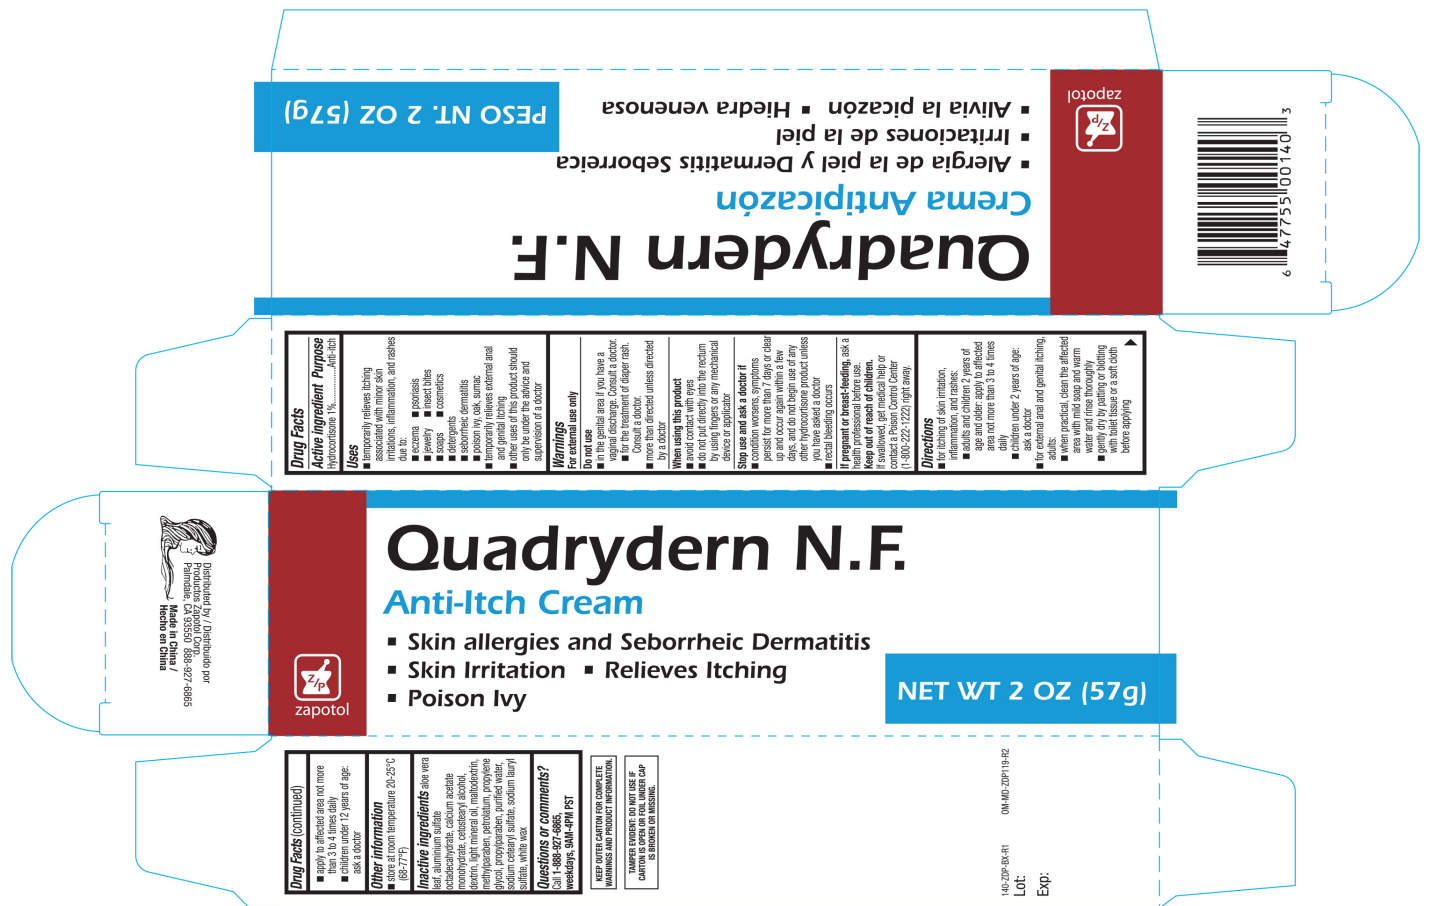 PESO NT. 2 OZ (57g)
Quadrydern N.F.
Crema Antipicazón
▪ Alergia de la piel y Dermatitis Seborreica
▪ Irritaciones de la piel
▪ Alivia la picazón ▪ Hiedra venenosa
Z/P
zapotol
6 47755 00140 3
Drug Facts
Active ingredient Purpose
Hydrocortisone 1%...............Anti-itch
Uses
■ temporarily relieves itching
associated with minor skin
irritations, inflammation, and rashes
due to:
■ eczema ■ psoriasis
■ jewelry ■ insect bites
■ soaps ■ cosmetics
■ detergents
■ seborrheic dermatitis
■ poison ivy, oak, sumac
■ temporarily relieves external anal
and genital itching
■ other uses of this product should
only be under the advice and
supervision of a doctor
Warnings
For external use only
Do not use
■ in the genital area if you have a
vaginal discharge. Consult a doctor.
■ for the treatment of diaper rash.
Consult a doctor.
■ more than directed unless directed
by a doctor
When using this product
■ avoid contact with eyes
■ do not put directly into the rectum
by using fingers or any mechanical
device or applicator
Stop use and ask a doctor if
■ condition worsens, symptoms
persist for more than 7 days or clear
up and occur again within a few
days, and do not begin use of any
other hydrocortisone product unless
you have asked a doctor
■ rectal bleeding occurs
If pregnant or breast-feeding, ask a
health professional before use.
Keep out of reach of children.
If swallowed, get medical help or
contact a Poison Control Center
(1-800-222-1222) right away.
Directions
■ for itching of skin irritation,
inflammation, and rashes:
■ adults and children 2 years of
age and older: apply to affected
area not more than 3 to 4 times
daily
■ children under 2 years of age:
ask a doctor
■ for external anal and genital itching,
adults:
■ when practical, clean the affected
area with mild soap and warm
water and rinse thoroughly
■ gently dry by patting or blotting
with toilet tissue or a soft cloth
before applying
Distributed by / Distribuido por
Productos Zapotol Corp.
Palmdale, CA 93550 888-927-6865
Made in China /
Hecho en China
Z/P
zapotol
Quadrydern N.F.
Anti-Itch Cream
▪ Skin allergies and Seborrheic Dermatitis
▪ Skin Irritation ▪ Relieves Itching
▪ Poison Ivy
NET WT 2 OZ (57g)
Drug Facts (continued)
■ apply to affected area not more
than 3 to 4 times daily
■ children under 12 years of age:
ask a doctor
Other information
■ store at room temperature 20-25°C
(68-77°F)
Inactive ingredients aloe vera
leaf, aluminium sulfate
octadecahydrate, calcium acetate
monohydrate, cetostearyl alcohol,
dextrin, light mineral oil, maltodextrin,
methylparaben, petrolatum, propylene
glycol, propylparaben, purified water,
sodium cetearyl sulfate, sodium lauryl
sulfate, white wax
Questions or comments?
Call 1-888-927-6865,
weekdays, 9AM-4PM PST
KEEP OUTER CARTON FOR COMPLETE
WARNINGS AND PRODUCT INFORMATION.
TAMPER EVIDENT: DO NOT USE IF
CARTON IS OPEN OR FOIL UNDER CAP
IS BROKEN OR MISSING.
140-ZDP-BX-R1 OM-MD-ZDP119-R2
Lot:
Exp: